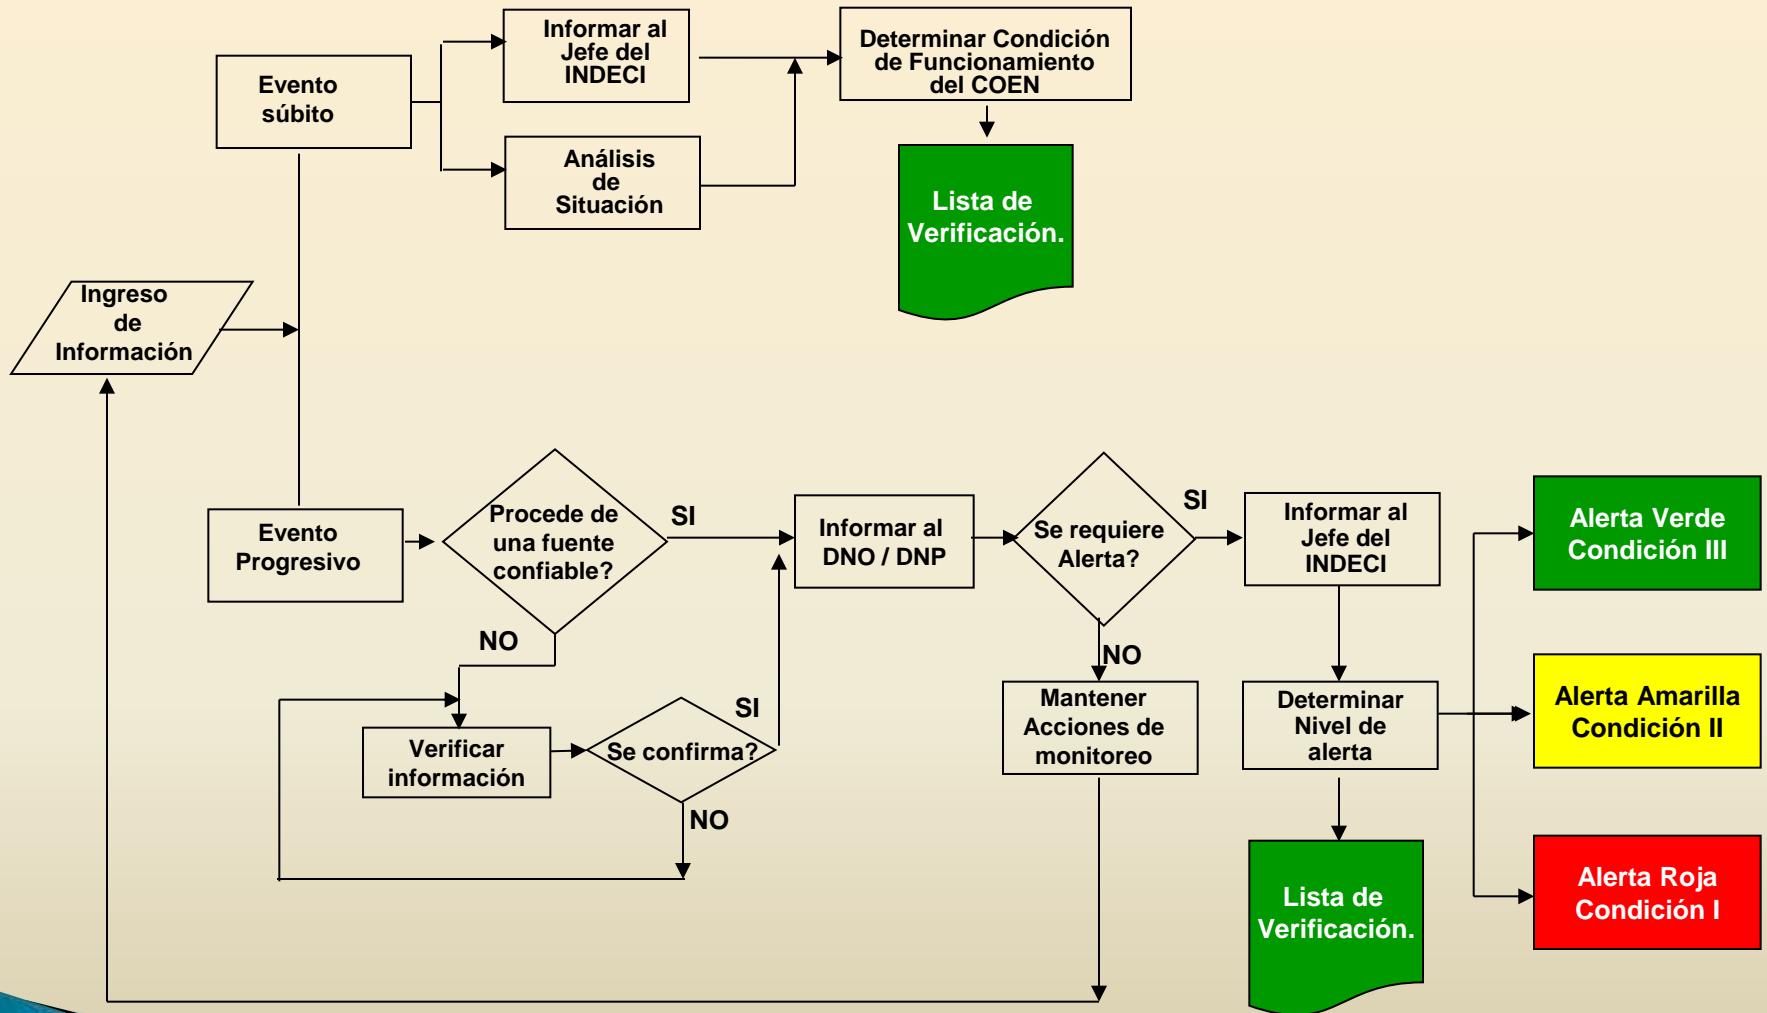 Informar al
Jefe del
INDECI
Determinar Condición
de Funcionamiento
del COEN
Evento
súbito
Análisis
de
Situación
Lista de
Verificación.
Ingreso
de
Información
Evento
Progresivo
Procede de
una fuente
confiable?
SI
NO
Informar al
DNO / DNP
Se requiere
Alerta?
SI
NO
Informar al
Jefe del
INDECI
Alerta Verde
Condición III
Verificar
información
Se confirma?
SI
NO
Mantener
Acciones de
monitoreo
Determinar
Nivel de
alerta
Alerta Amarilla
Condición II
Lista de
Verificación.
Alerta Roja
Condición I